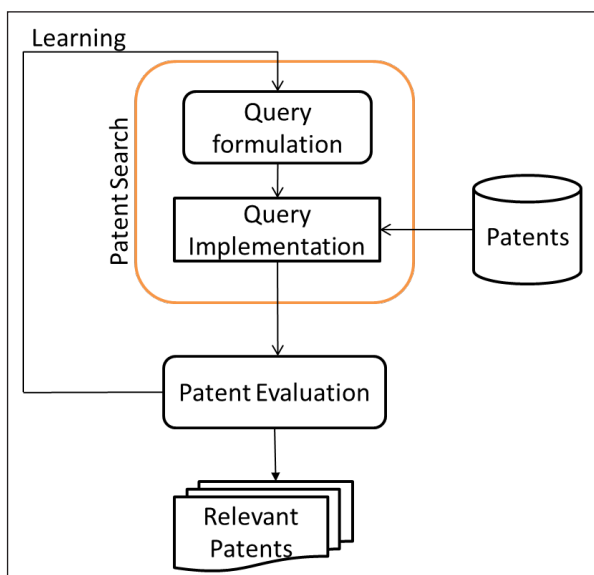 Learning
Patent Search
Query
formulation
Query
Implementation
Patents
Patent Evaluation
Relevant
Patents